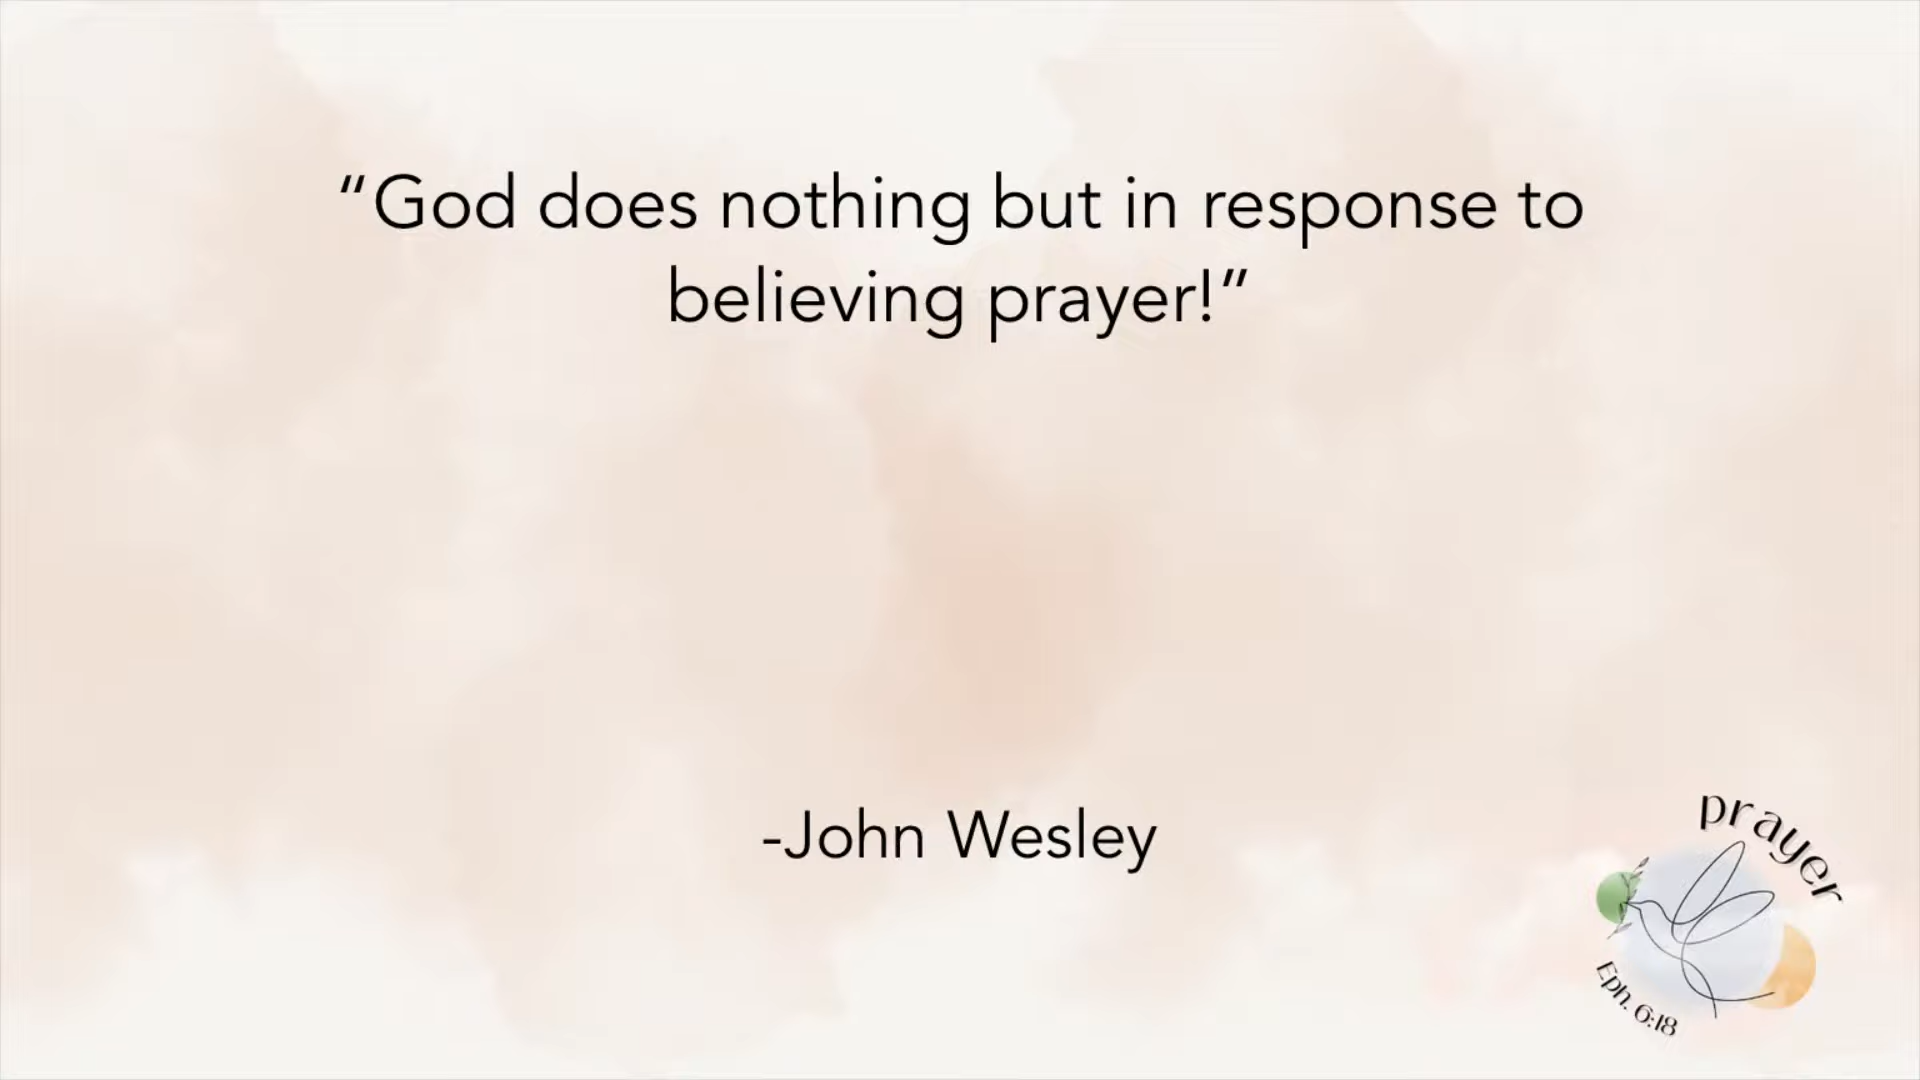 “God does nothing but in response to
believing prayer!”
-John Wesley
prayer
Eph. 6:18